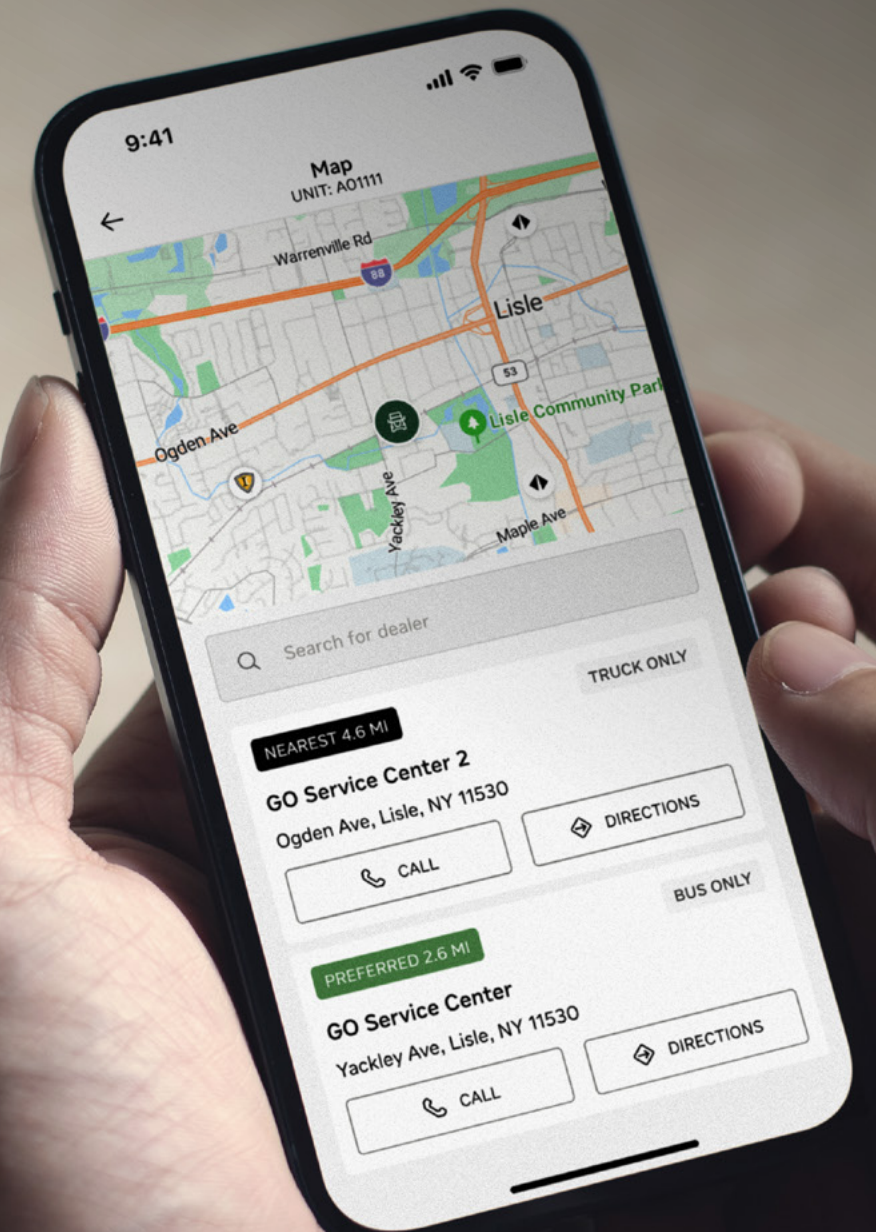 9:41
Map
UNIT: A01111
Warrenville Rd
88
Lisle
53
Lisle Community Park
Ogden Ave
Yackley Ave
Maple Ave
Search for dealer
TRUCK ONLY
NEAREST 4.6 MI
GO Service Center 2
Ogden Ave, Lisle, NY 11530
CALL
DIRECTIONS
BUS ONLY
PREFERRED 2.6 MI
GO Service Center
Yackley Ave, Lisle, NY 11530
CALL
DIRECTIONS